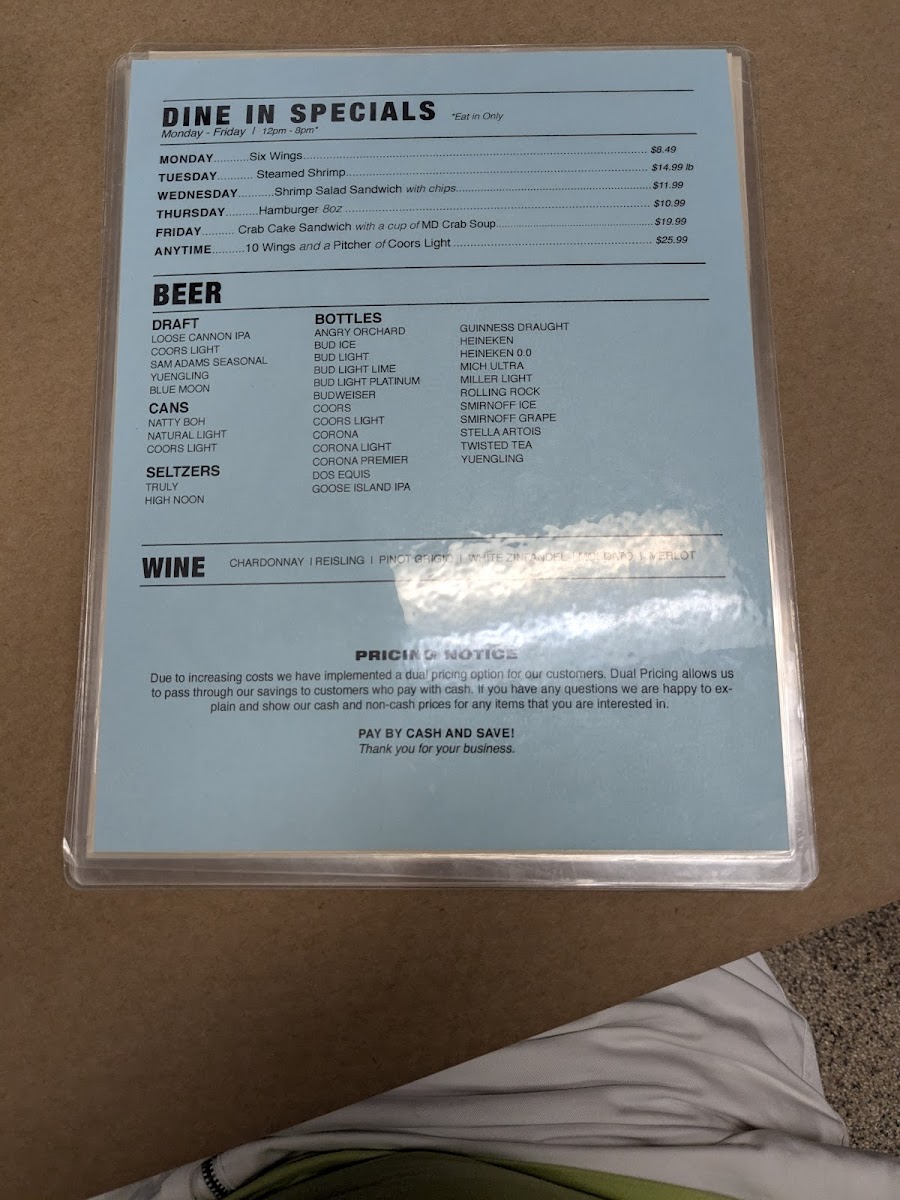 DINE IN SPECIALS *Eat in Only
Monday - Friday | 12pm - 8pm*
MONDAY..........Six Wings.......... $8.49
TUESDAY.......... Steamed Shrimp.......... $14.99 lb
WEDNESDAY..........Shrimp Salad Sandwich with chips.......... $11.99
THURSDAY..........Hamburger 8oz .......... $10.99
FRIDAY.......... Crab Cake Sandwich with a cup of MD Crab Soup.......... $19.99
ANYTIME..........10 Wings and a Pitcher of Coors Light .......... $25.99
BEER
DRAFT
LOOSE CANNON IPA
COORS LIGHT
SAM ADAMS SEASONAL
YUENGLING
BLUE MOON
CANS
NATTY BOH
NATURAL LIGHT
COORS LIGHT
SELTZERS
TRULY
HIGH NOON
BOTTLES
ANGRY ORCHARD
BUD ICE
BUD LIGHT
BUD LIGHT LIME
BUD LIGHT PLATINUM
BUDWEISER
COORS
COORS LIGHT
CORONA
CORONA LIGHT
CORONA PREMIER
DOS EQUIS
GOOSE ISLAND IPA
GUINNESS DRAUGHT
HEINEKEN
HEINEKEN 0.0
MICH ULTRA
MILLER LIGHT
ROLLING ROCK
SMIRNOFF ICE
SMIRNOFF GRAPE
STELLA ARTOIS
TWISTED TEA
YUENGLING
WINE CHARDONNAY | REISLING | PINOT GRIGIO | WHITE ZINFANDEL | | MERLOT
PRICING NOTICE
Due to increasing costs we have implemented a dual pricing option for our customers. Dual Pricing allows us
to pass through our savings to customers who pay with cash. If you have any questions we are happy to ex-
plain and show our cash and non-cash prices for any items that you are interested in.
PAY BY CASH AND SAVE!
Thank you for your business.